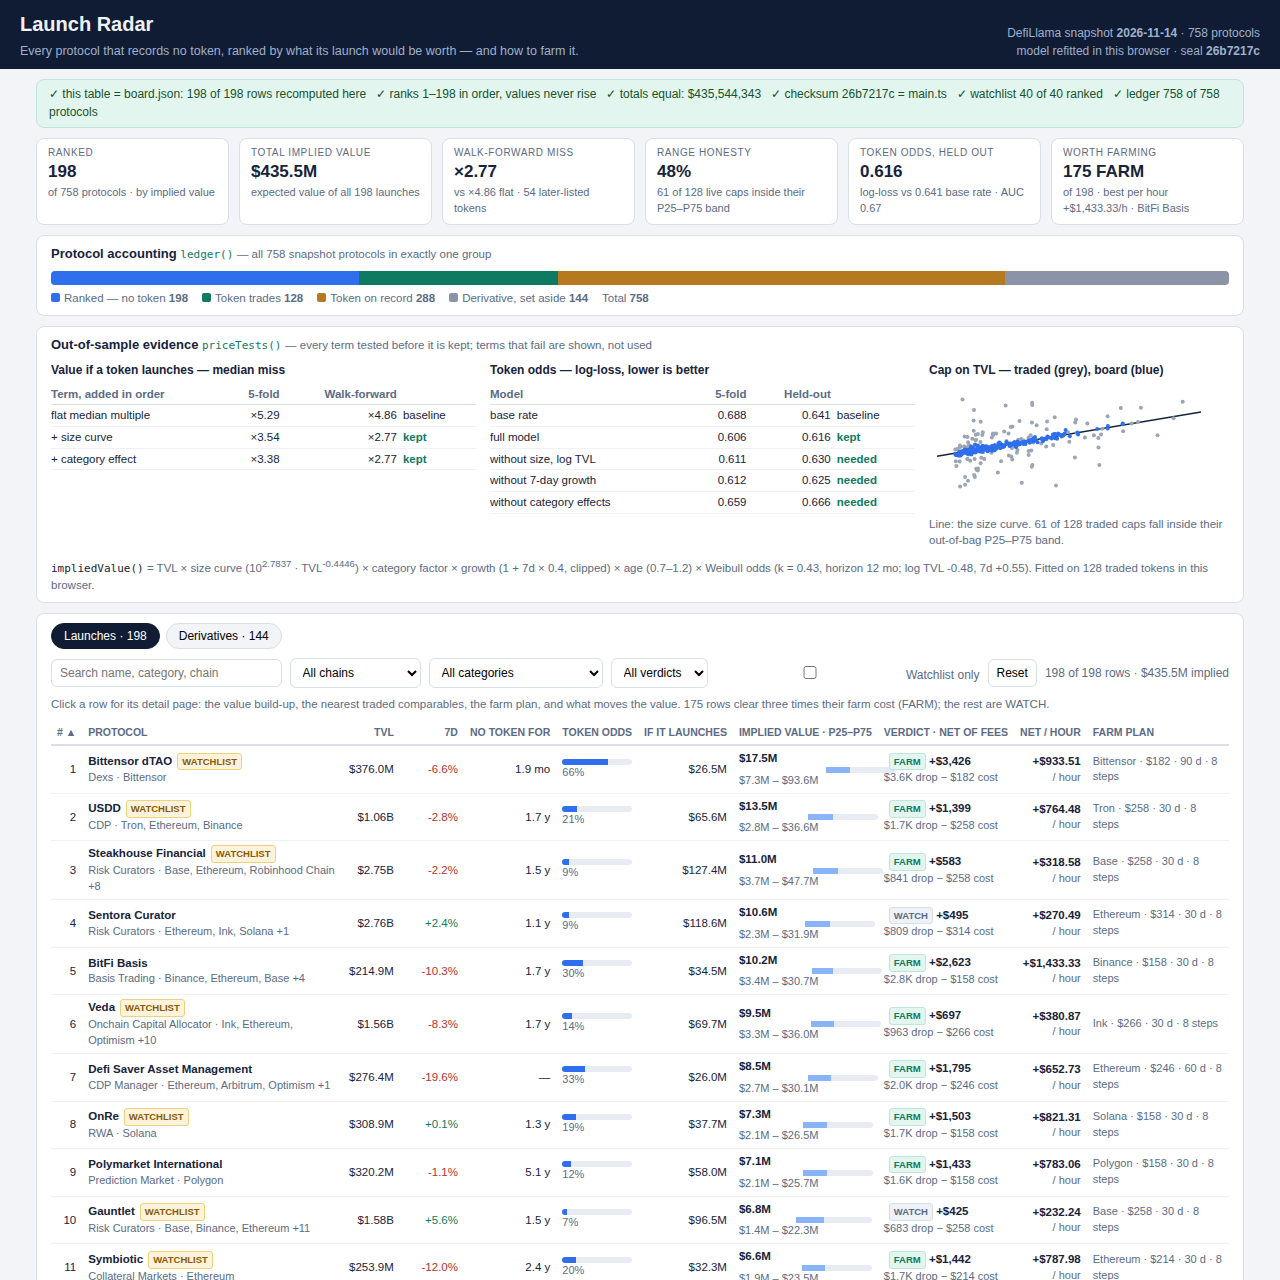 Launch Radar
Every protocol that records no token, ranked by what its launch would be worth — and how to farm it.
DefiLlama snapshot 2026-11-14 · 758 protocols
model refitted in this browser · seal 26b7217c
✓ this table = board.json: 198 of 198 rows recomputed here ✓ ranks 1–198 in order, values never rise ✓ totals equal: $435,544,343 ✓ checksum 26b7217c = main.ts ✓ watchlist 40 of 40 ranked ✓ ledger 758 of 758
protocols
RANKED
198
of 758 protocols · by implied value
TOTAL IMPLIED VALUE
$435.5M
expected value of all 198 launches
WALK-FORWARD MISS
×2.77
vs ×4.86 flat · 54 later-listed
tokens
RANGE HONESTY
48%
61 of 128 live caps inside their
P25–P75 band
TOKEN ODDS, HELD OUT
0.616
log-loss vs 0.641 base rate · AUC
0.67
WORTH FARMING
175 FARM
of 198 · best per hour
+$1,433.33/h · BitFi Basis
Protocol accounting ledger() — all 758 snapshot protocols in exactly one group
Ranked — no token 198 Token trades 128 Token on record 288 Derivative, set aside 144 Total 758
Out-of-sample evidence priceTests() — every term tested before it is kept; terms that fail are shown, not used
Value if a token launches — median miss
Term, added in order 5-fold Walk-forward
flat median multiple ×5.29 ×4.86 baseline
+ size curve ×3.54 ×2.77 kept
+ category effect ×3.38 ×2.77 kept
Token odds — log-loss, lower is better
Model 5-fold Held-out
base rate 0.688 0.641 baseline
full model 0.606 0.616 kept
without size, log TVL 0.611 0.630 needed
without 7-day growth 0.612 0.625 needed
without category effects 0.659 0.666 needed
Cap on TVL — traded (grey), board (blue)
Line: the size curve. 61 of 128 traded caps fall inside their
out-of-bag P25–P75 band.
impliedValue() = TVL × size curve (10^2.7837 · TVL^-0.4446) × category factor × growth (1 + 7d × 0.4, clipped) × age (0.7–1.2) × Weibull odds (k = 0.43, horizon 12 mo; log TVL -0.48, 7d +0.55). Fitted on 128 traded tokens in this
browser.
Launches · 198 Derivatives · 144
Search name, category, chain All chains All categories All verdicts Watchlist only Reset 198 of 198 rows · $435.5M implied
Click a row for its detail page: the value build-up, the nearest traded comparables, the farm plan, and what moves the value. 175 rows clear three times their farm cost (FARM); the rest are WATCH.
# ▲ PROTOCOL TVL 7D NO TOKEN FOR TOKEN ODDS IF IT LAUNCHES IMPLIED VALUE · P25–P75 VERDICT · NET OF FEES NET / HOUR FARM PLAN
1 Bittensor dTAO WATCHLIST $376.0M -6.6% 1.9 mo 66% $26.5M $17.5M FARM +$3,426 +$933.51 Bittensor · $182 · 90 d · 8
Dexs · Bittensor $7.3M – $93.6M $3.6K drop − $182 cost / hour steps
2 USDD WATCHLIST $1.06B -2.8% 1.7 y 21% $65.6M $13.5M FARM +$1,399 +$764.48 Tron · $258 · 30 d · 8
CDP · Tron, Ethereum, Binance $2.8M – $36.6M $1.7K drop − $258 cost / hour steps
3 Steakhouse Financial WATCHLIST $2.75B -2.2% 1.5 y 9% $127.4M $11.0M FARM +$583 +$318.58 Base · $258 · 30 d · 8
Risk Curators · Base, Ethereum, Robinhood Chain $3.7M – $47.7M $841 drop − $258 cost / hour steps
+8
4 Sentora Curator $2.76B +2.4% 1.1 y 9% $118.6M $10.6M WATCH +$495 +$270.49 Ethereum · $314 · 30 d · 8
Risk Curators · Ethereum, Ink, Solana +1 $2.3M – $31.9M $809 drop − $314 cost / hour steps
5 BitFi Basis $214.9M -10.3% 1.7 y 30% $34.5M $10.2M FARM +$2,623 +$1,433.33 Binance · $158 · 30 d · 8
Basis Trading · Binance, Ethereum, Base +4 $3.4M – $30.7M $2.8K drop − $158 cost / hour steps
6 Veda WATCHLIST $1.56B -8.3% 1.7 y 14% $69.7M $9.5M FARM +$697 +$380.87 Ink · $266 · 30 d · 8 steps
Onchain Capital Allocator · Ink, Ethereum, $3.3M – $36.0M $963 drop − $266 cost / hour
Optimism +10
7 Defi Saver Asset Management $276.4M -19.6% — 33% $26.0M $8.5M FARM +$1,795 +$652.73 Ethereum · $246 · 60 d · 8
CDP Manager · Ethereum, Arbitrum, Optimism +1 $2.7M – $30.1M $2.0K drop − $246 cost / hour steps
8 OnRe WATCHLIST $308.9M +0.1% 1.3 y 19% $37.7M $7.3M FARM +$1,503 +$821.31 Solana · $158 · 30 d · 8
RWA · Solana $2.1M – $26.5M $1.7K drop − $158 cost / hour steps
9 Polymarket International $320.2M -1.1% 5.1 y 12% $58.0M $7.1M FARM +$1,433 +$783.06 Polygon · $158 · 30 d · 8
Prediction Market · Polygon $2.1M – $25.7M $1.6K drop − $158 cost / hour steps
10 Gauntlet WATCHLIST $1.58B +5.6% 1.5 y 7% $96.5M $6.8M WATCH +$425 +$232.24 Base · $258 · 30 d · 8
Risk Curators · Base, Binance, Ethereum +11 $1.4M – $22.3M $683 drop − $258 cost / hour steps
11 Symbiotic WATCHLIST $253.9M -12.0% 2.4 y 20% $32.3M $6.6M FARM +$1,442 +$787.98 Ethereum · $214 · 30 d · 8
Collateral Markets · Ethereum $1.9M – $23.5M $1.7K drop − $214 cost / hour steps